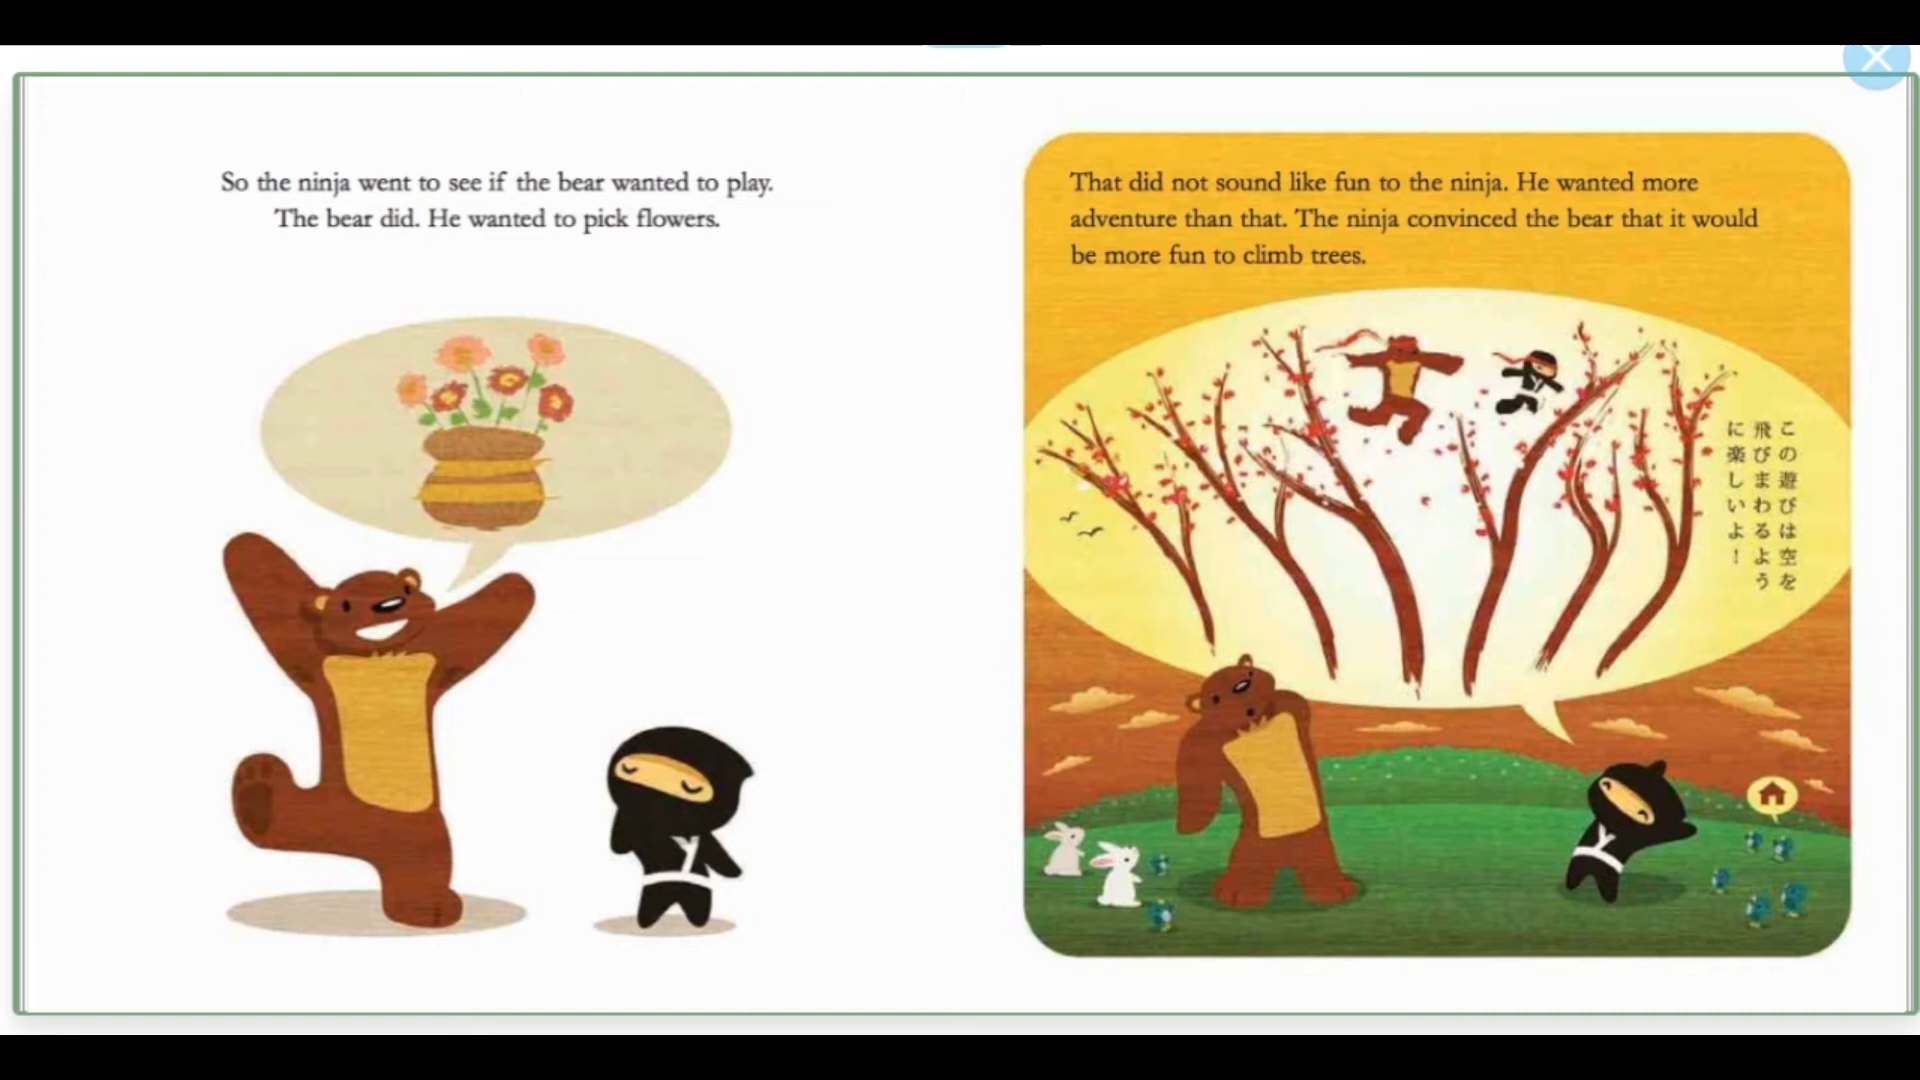 So the ninja went to see if the bear wanted to play.
The bear did. He wanted to pick flowers.
That did not sound like fun to the ninja. He wanted more
adventure than that. The ninja convinced the bear that it would
be more fun to climb trees.
この遊びは空を
飛びまわるよう
に楽しいよ！